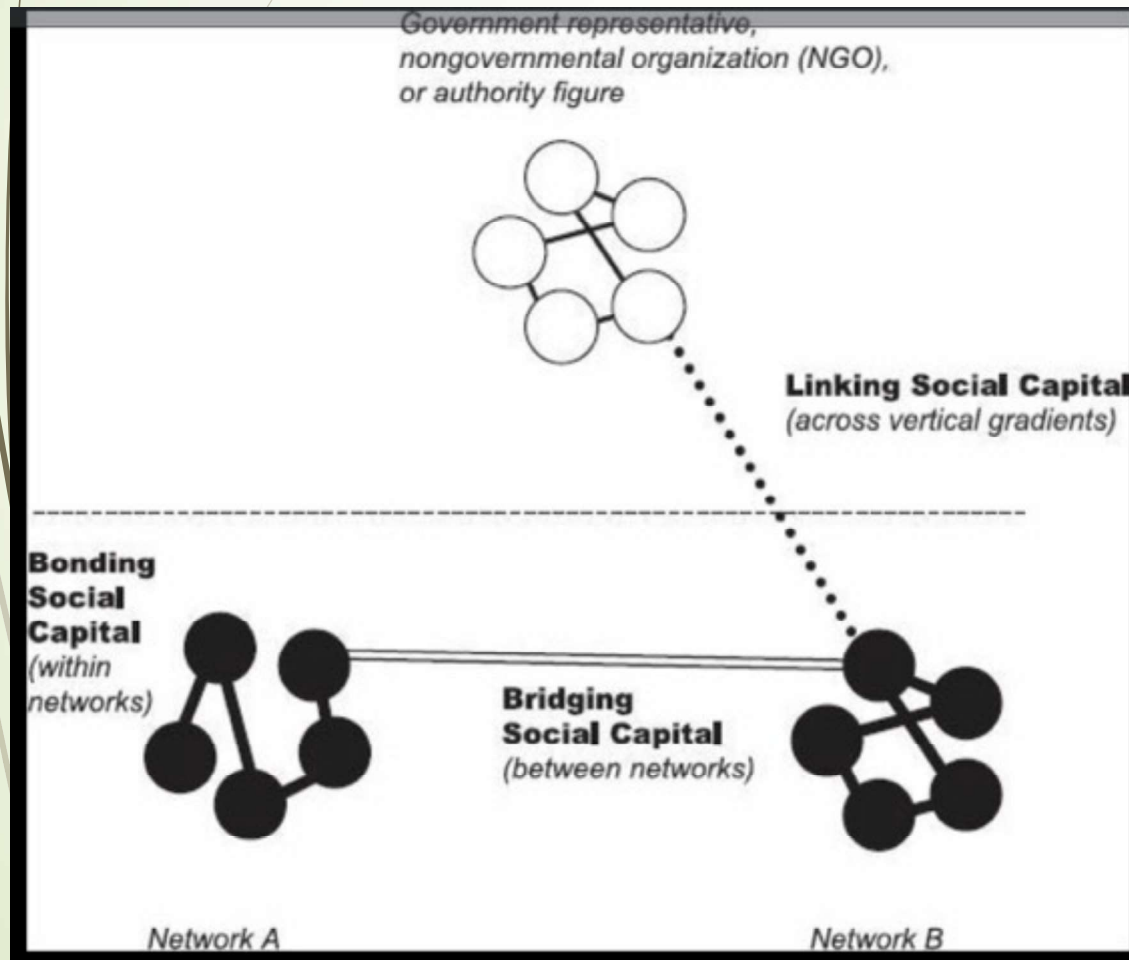 Government representative,
nongovernmental organization (NGO),
or authority figure
Linking Social Capital
(across vertical gradients)
Bonding
Social
Capital
(within
networks)
Bridging
Social Capital
(between networks)
Network A
Network B